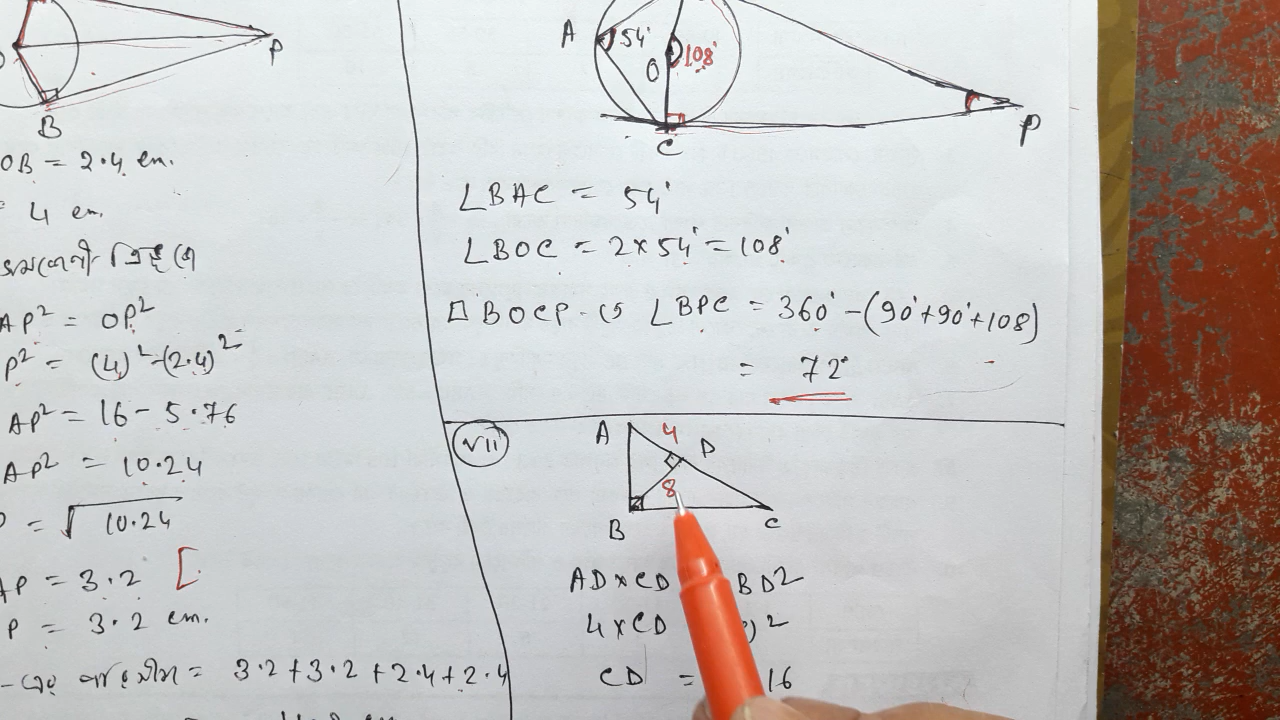 B
P
OB = 2.4 cm.
= 4 cm.
AP² = OP²
P² = (4)² - (2.4)²
AP² = 16 - 5.76
AP² = 10.24
= √10.24
AP = 3.2 [
P = 3.2 cm.
= 3.2 + 3.2 + 2.4 + 2.4
A 54°
O 108°
C
P
∠BAC = 54°
∠BOC = 2×54° = 108°
□BOCP-এর ∠BPC = 360° - (90° + 90° + 108)
= 72°
VII
A 4 D
8
B C
AD×CD BD²
4×CD )²
CD = 16